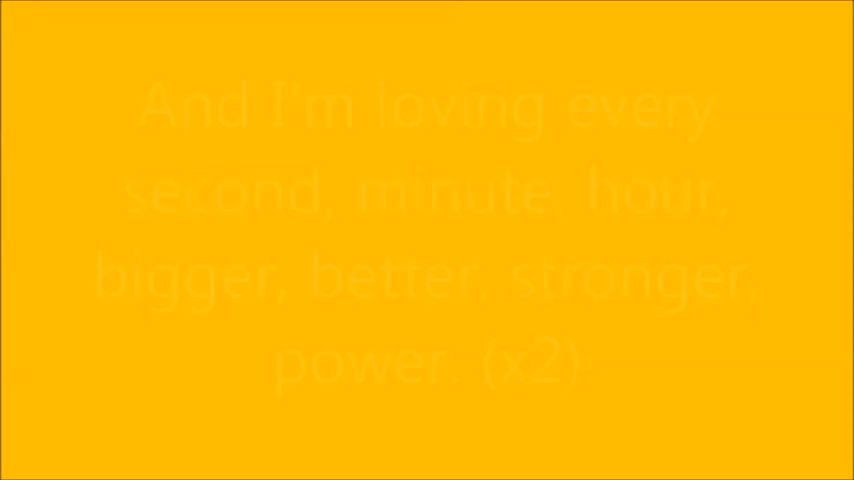 And I'm loving every
second, minute, hour,
bigger, better, stronger,
power. (x2)